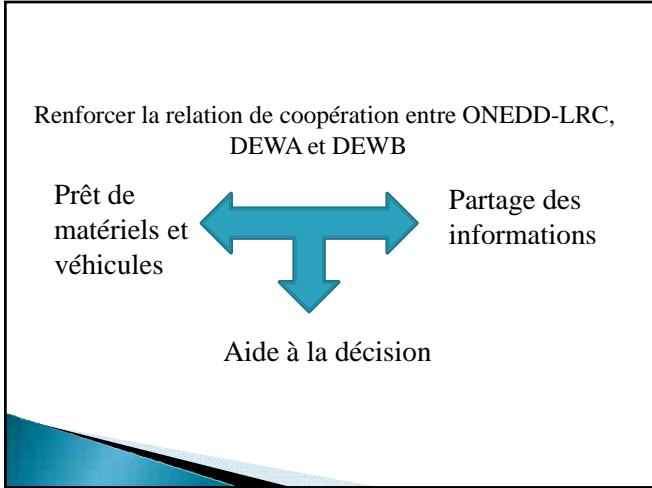 Renforcer la relation de coopération entre ONEDD-LRC,
DEWA et DEWB
Prêt de
matériels et
véhicules
Partage des
informations
Aide à la décision